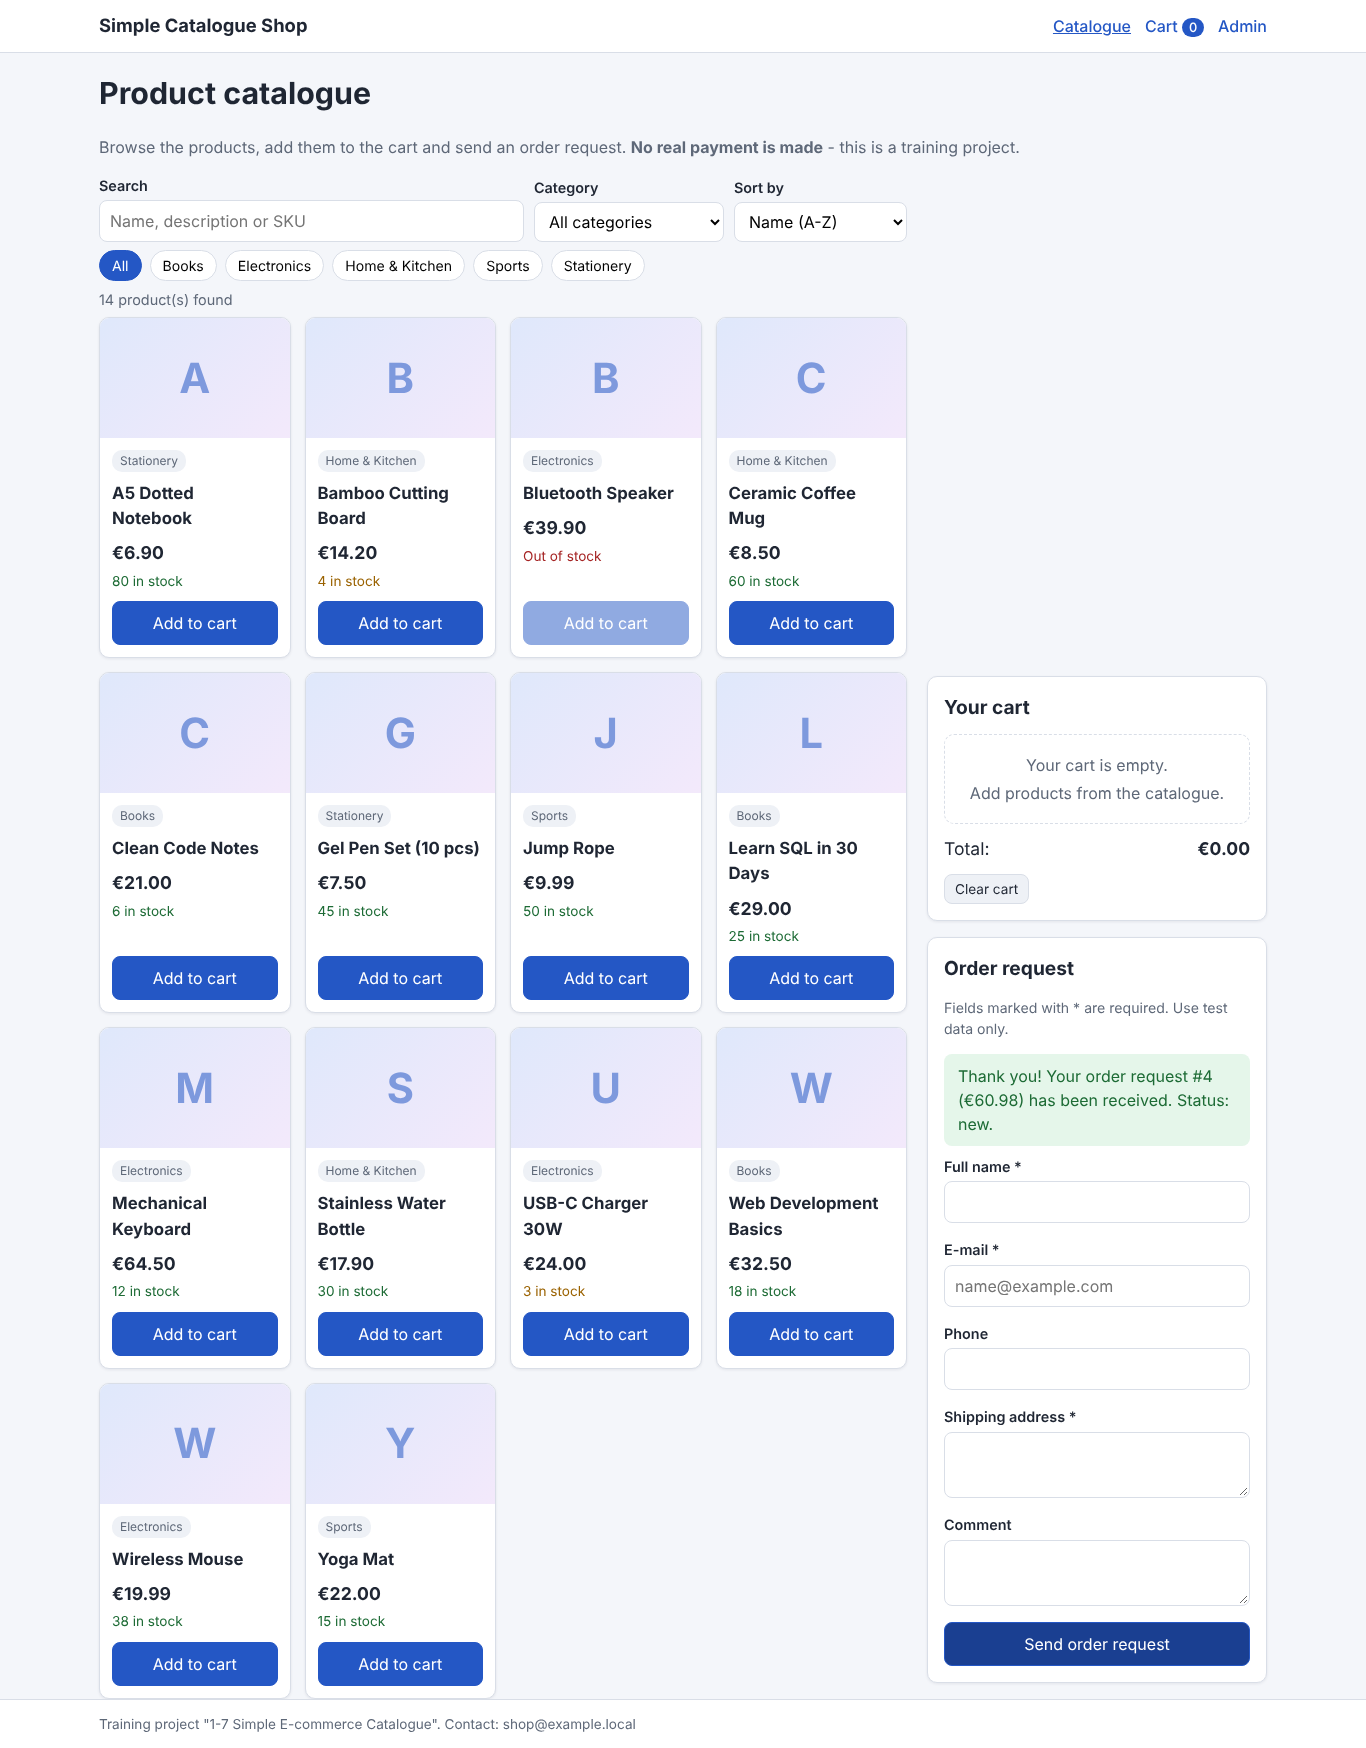 Simple Catalogue Shop
Catalogue Cart 0 Admin
Product catalogue
Browse the products, add them to the cart and send an order request. No real payment is made - this is a training project.
Search
Name, description or SKU
Category
All categories
Sort by
Name (A-Z)
All Books Electronics Home & Kitchen Sports Stationery
14 product(s) found
A
Stationery
A5 Dotted
Notebook
€6.90
80 in stock
Add to cart
B
Home & Kitchen
Bamboo Cutting
Board
€14.20
4 in stock
Add to cart
B
Electronics
Bluetooth Speaker
€39.90
Out of stock
Add to cart
C
Home & Kitchen
Ceramic Coffee
Mug
€8.50
60 in stock
Add to cart
C
Books
Clean Code Notes
€21.00
6 in stock
Add to cart
G
Stationery
Gel Pen Set (10 pcs)
€7.50
45 in stock
Add to cart
J
Sports
Jump Rope
€9.99
50 in stock
Add to cart
L
Books
Learn SQL in 30
Days
€29.00
25 in stock
Add to cart
M
Electronics
Mechanical
Keyboard
€64.50
12 in stock
Add to cart
S
Home & Kitchen
Stainless Water
Bottle
€17.90
30 in stock
Add to cart
U
Electronics
USB-C Charger
30W
€24.00
3 in stock
Add to cart
W
Books
Web Development
Basics
€32.50
18 in stock
Add to cart
W
Electronics
Wireless Mouse
€19.99
38 in stock
Add to cart
Y
Sports
Yoga Mat
€22.00
15 in stock
Add to cart
Your cart
Your cart is empty.
Add products from the catalogue.
Total: €0.00
Clear cart
Order request
Fields marked with * are required. Use test
data only.
Thank you! Your order request #4
(€60.98) has been received. Status:
new.
Full name *
E-mail *
name@example.com
Phone
Shipping address *
Comment
Send order request
Training project "1-7 Simple E-commerce Catalogue". Contact: shop@example.local